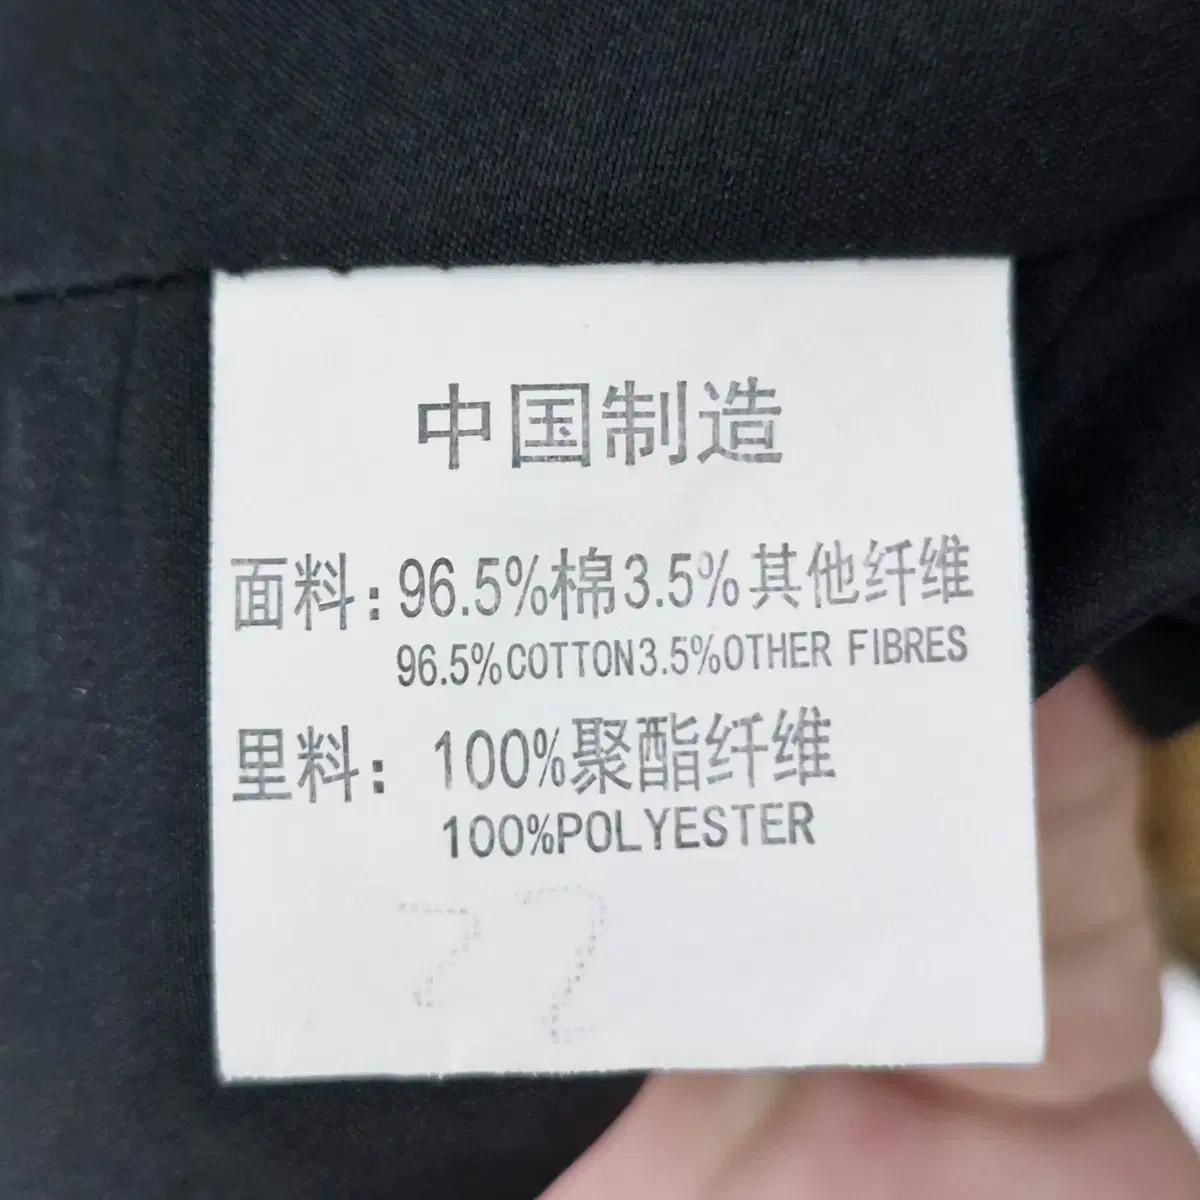 中国制造
面料:96.5%棉3.5%其他纤维
96.5%COTTON3.5%OTHER FIBRES
里料: 100%聚酯纤维
100%POLYESTER